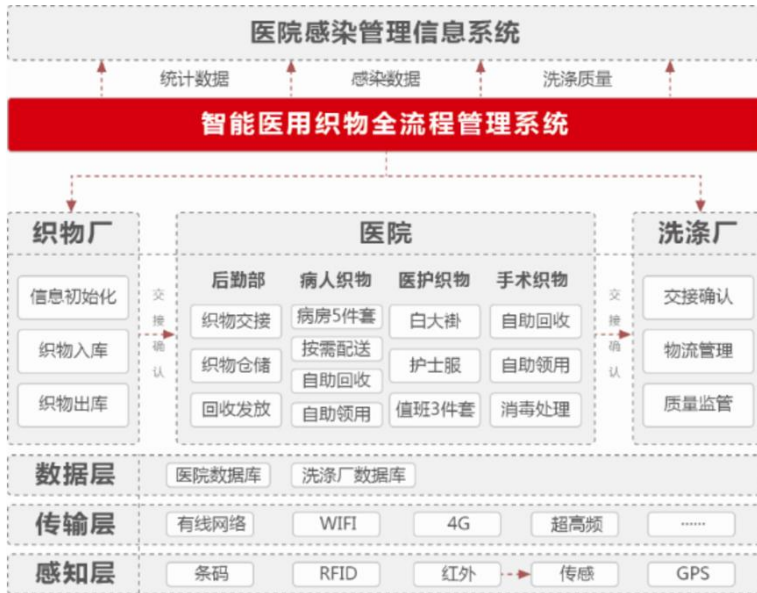 医院感染管理信息系统
统计数据 感染数据 洗涤质量
智能医用织物全流程管理系统
织物厂 医院 洗涤厂
后勤部 病人织物 医护织物 手术织物
信息初始化
织物入库
织物出库
交接确认
织物交接
织物仓储
回收发放
病房5件套
按需配送
自助回收
自助领用
白大褂
护士服
值班3件套
自助回收
自助领用
消毒处理
交接确认
交接确认
物流管理
质量监管
数据层 医院数据库 洗涤厂数据库
传输层 有线网络 WIFI 4G 超高频 ······
感知层 条码 RFID 红外 传感 GPS